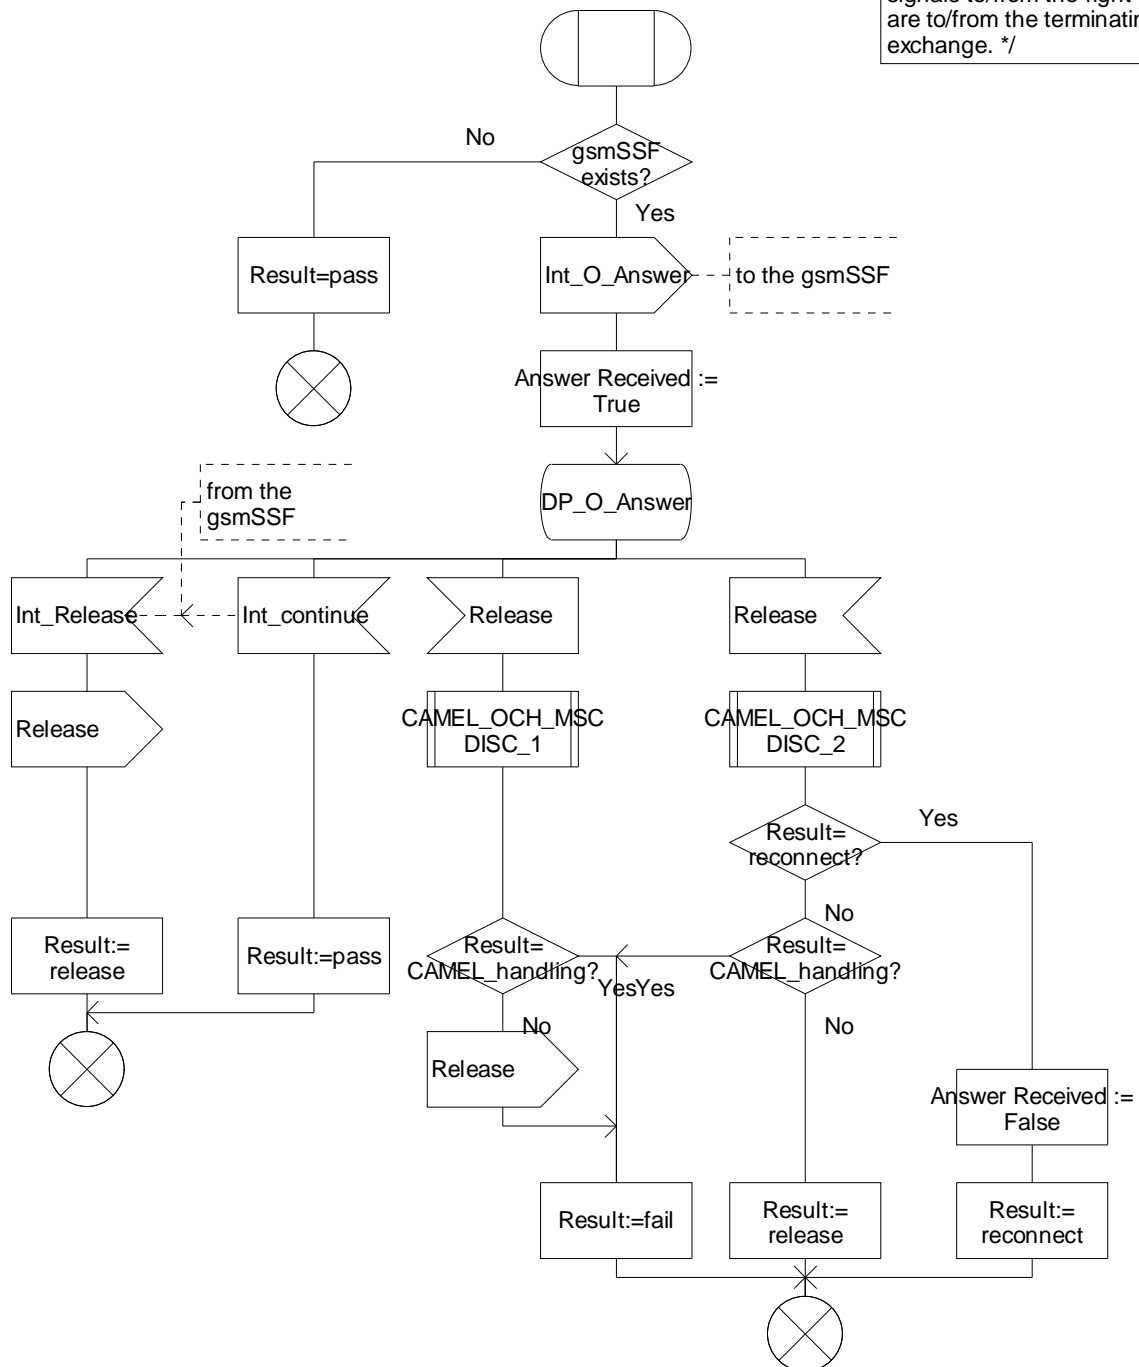 signals to/from the right
are to/from the
exchange. */
gsmSSF
exists?
No
Yes
Result=pass
Int_O_Answer
to the gsmSSF
Answer Received :=
True
from the
gsmSSF
DP_O_Answer
Int_Release
Int_continue
Release
Release
Release
CAMEL_OCH_MSC
DISC_1
CAMEL_OCH_MSC
DISC_2
Result=
reconnect?
Yes
No
Result:=
release
Result:=pass
Result=
CAMEL_handling?
YesYes
Result=
CAMEL_handling?
No
No
Release
Answer Received :=
False
Result:=fail
Result:=
release
Result:=
reconnect